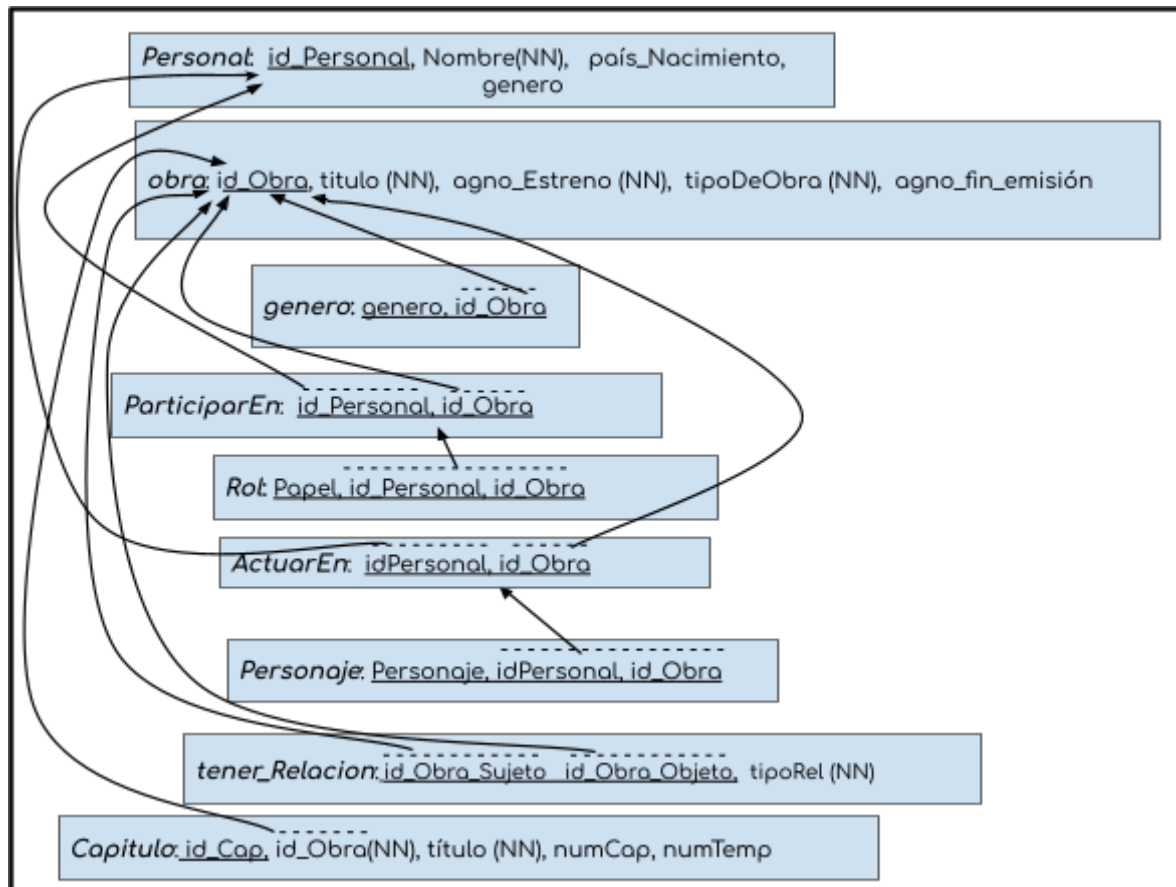 Personal: id_Personal, Nombre(NN), país_Nacimiento,
genero
obra: id_Obra, titulo (NN), agno_Estreno (NN), tipoDeObra (NN), agno_fin_emisión
genero: genero, id_Obra
ParticiparEn: id_Personal, id_Obra
Rol: Papel, id_Personal, id_Obra
ActuarEn: idPersonal, id_Obra
Personaje: Personaje, idPersonal, id_Obra
tener_Relacion: id_Obra_Sujeto id_Obra_Objeto, tipoRel (NN)
Capitulo: id_Cap, id_Obra(NN), título (NN), numCap, numTemp